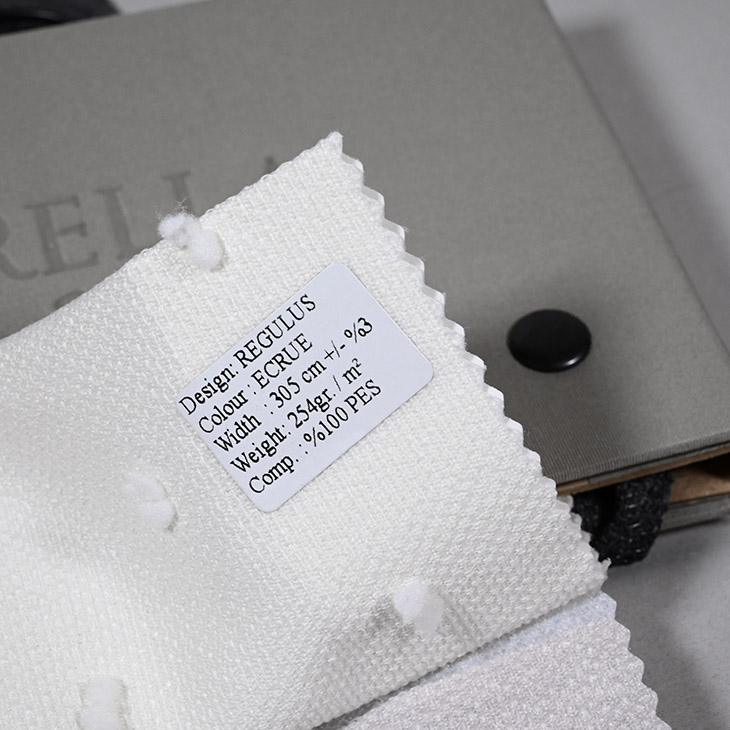 Design: REGULUS
Colour : ECRUE
Width : 305 cm +/- %3
Weight: 254gr. / m²
Comp. : %100 PES